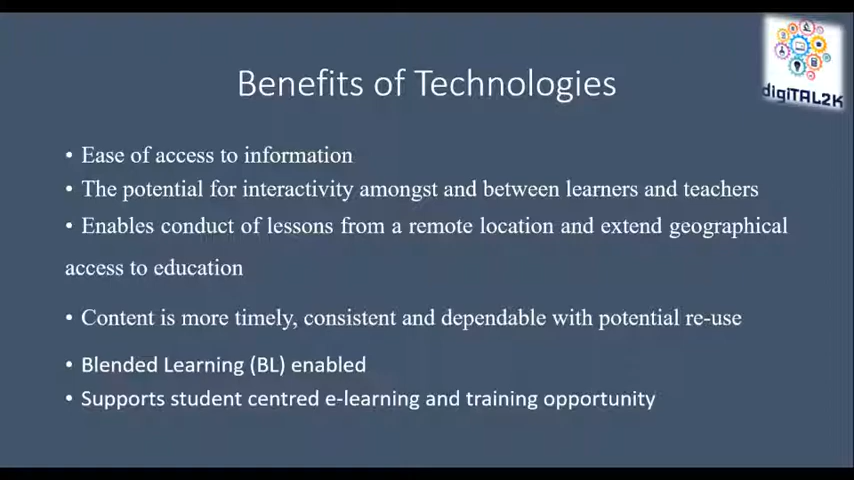 digiTAL2K
Benefits of Technologies
• Ease of access to information
• The potential for interactivity amongst and between learners and teachers
• Enables conduct of lessons from a remote location and extend geographical
access to education
• Content is more timely, consistent and dependable with potential re-use
• Blended Learning (BL) enabled
• Supports student centred e-learning and training opportunity